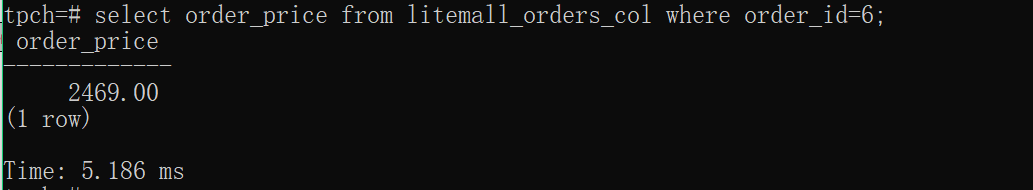 tpch=# select order_price from litemall_orders_col where order_id=6;
order_price
-------------
2469.00
(1 row)
Time: 5.186 ms